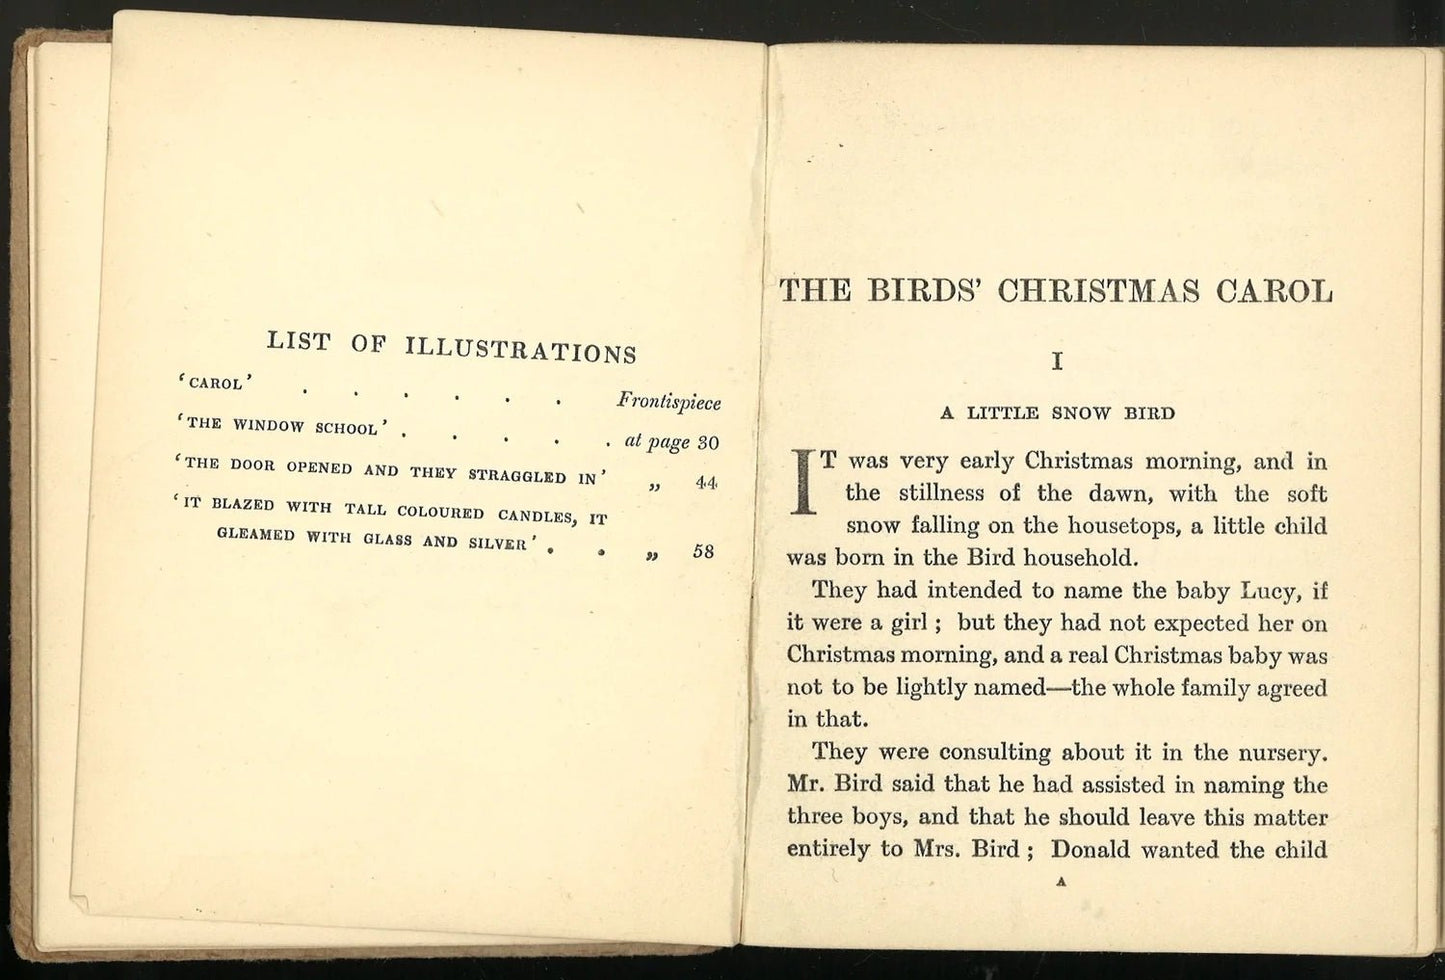 LIST OF ILLUSTRATIONS
‘CAROL’ . . . . . . Frontispiece
‘THE WINDOW SCHOOL’ . . . . . at page 30
‘THE DOOR OPENED AND THEY STRAGGLED IN’ „ 44
‘IT BLAZED WITH TALL COLOURED CANDLES, IT
GLEAMED WITH GLASS AND SILVER’ . . „ 58
THE BIRDS’ CHRISTMAS CAROL
I
A LITTLE SNOW BIRD
IT was very early Christmas morning, and in
the stillness of the dawn, with the soft
snow falling on the housetops, a little child
was born in the Bird household.
They had intended to name the baby Lucy, if
it were a girl ; but they had not expected her on
Christmas morning, and a real Christmas baby was
not to be lightly named—the whole family agreed
in that.
They were consulting about it in the nursery.
Mr. Bird said that he had assisted in naming the
three boys, and that he should leave this matter
entirely to Mrs. Bird ; Donald wanted the child
A